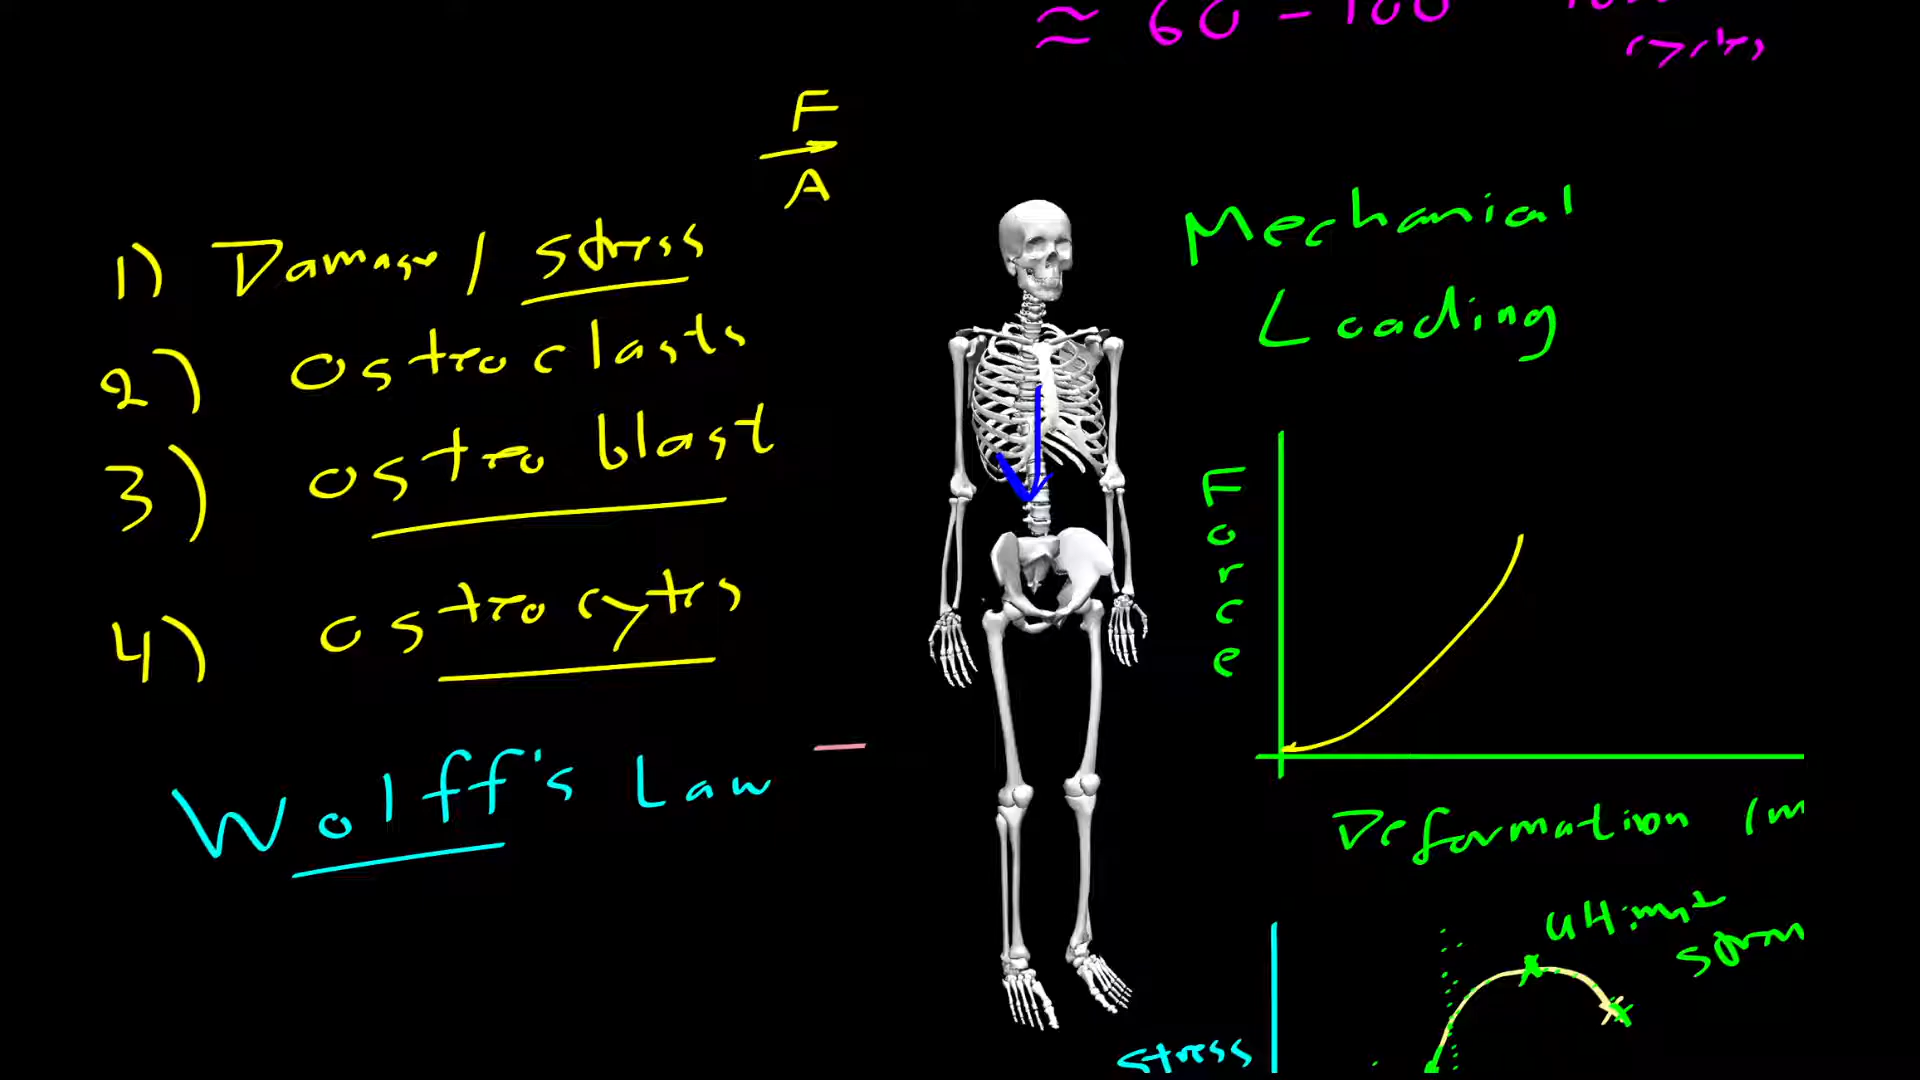 ≈ 60 - 100
F
A
1) Damage / stress
2) osteoclasts
3) osteoblast
4) osteocytes
Wolff's Law –
Mechanical
Loading
Force
Deformation (m
ultimate
stress